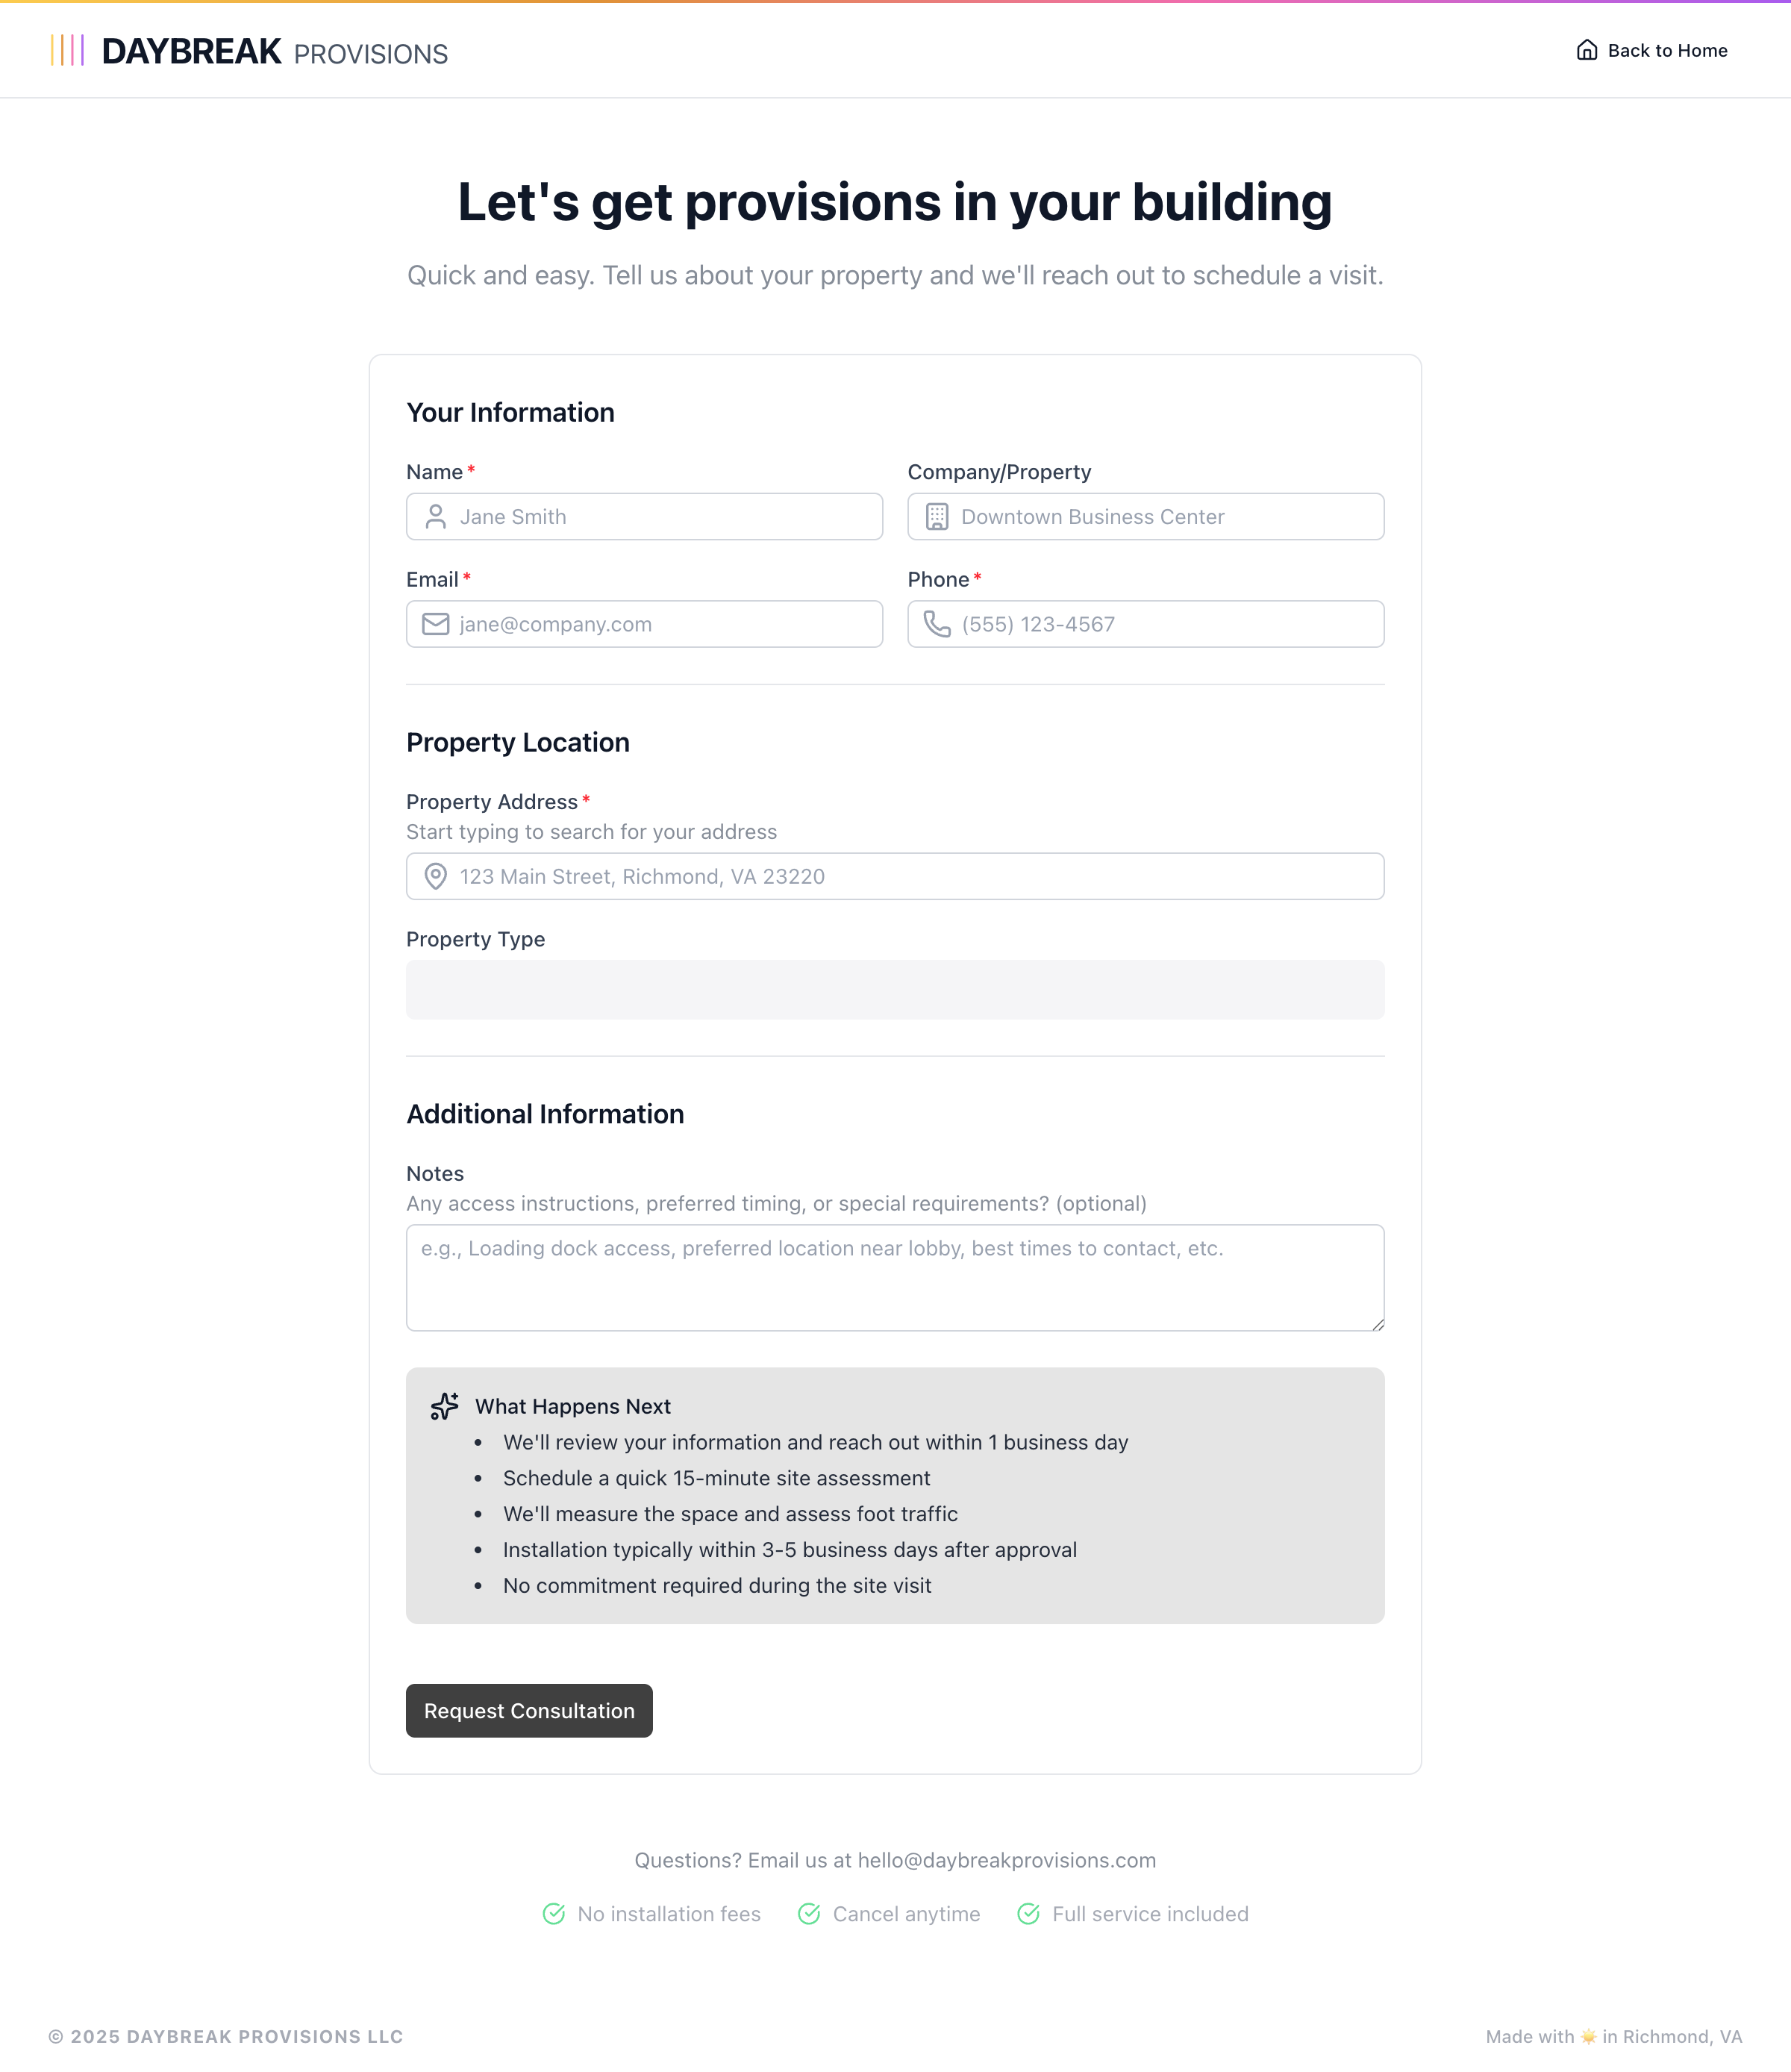 DAYBREAK PROVISIONS
Back to Home
Let's get provisions in your building
Quick and easy. Tell us about your property and we'll reach out to schedule a visit.
Your Information
Name*
Company/Property
Jane Smith
Downtown Business Center
Email*
Phone*
jane@company.com
(555) 123-4567
Property Location
Property Address*
Start typing to search for your address
123 Main Street, Richmond, VA 23220
Property Type
Additional Information
Notes
Any access instructions, preferred timing, or special requirements? (optional)
e.g., Loading dock access, preferred location near lobby, best times to contact, etc.
What Happens Next
• We'll review your information and reach out within 1 business day
• Schedule a quick 15-minute site assessment
• We'll measure the space and assess foot traffic
• Installation typically within 3-5 business days after approval
• No commitment required during the site visit
Request Consultation
Questions? Email us at hello@daybreakprovisions.com
No installation fees
Cancel anytime
Full service included
© 2025 DAYBREAK PROVISIONS LLC
Made with ☀️ in Richmond, VA